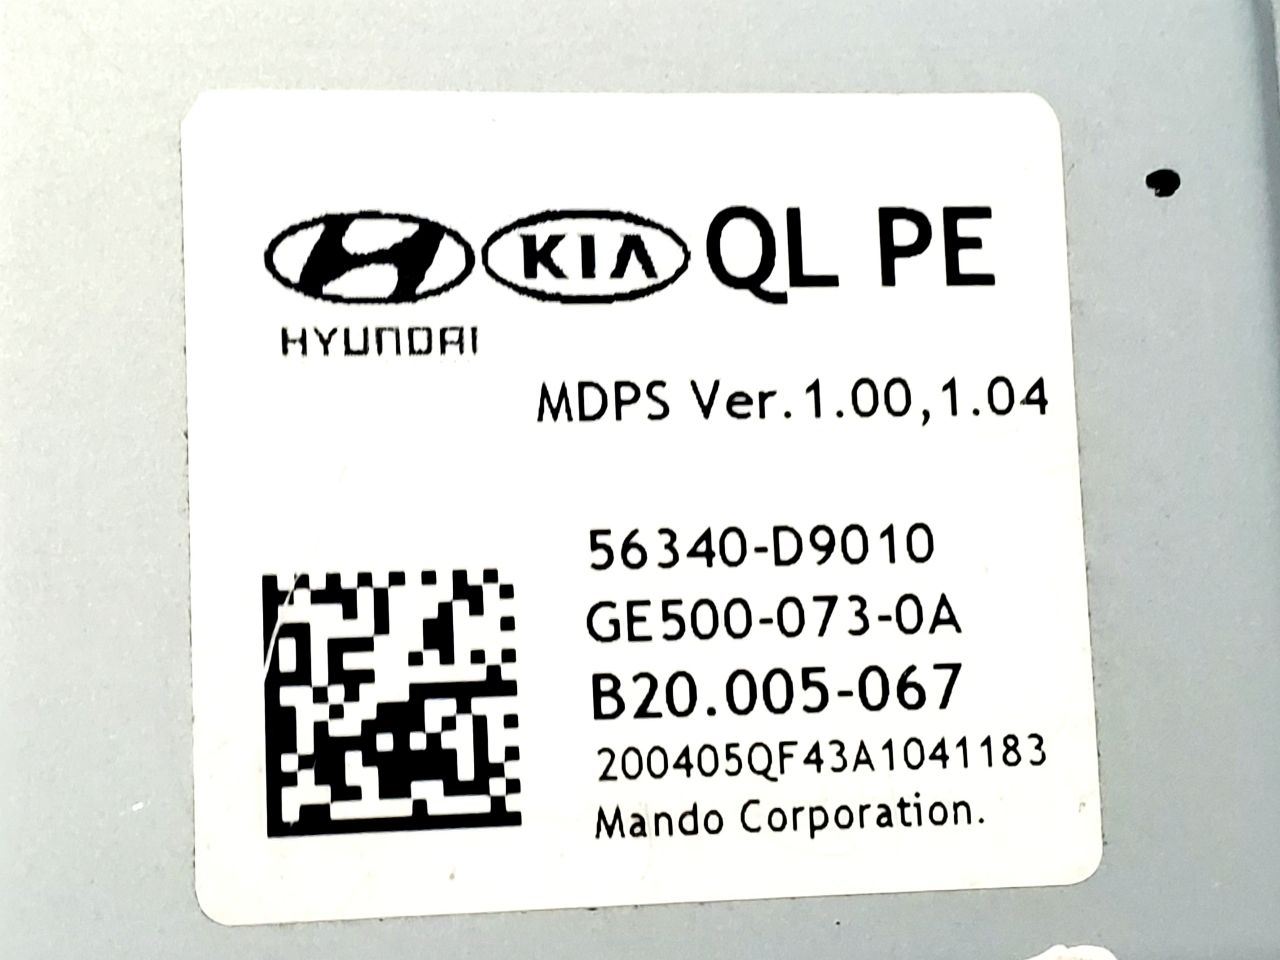 KIA QL PE
HYUNDAI
MDPS Ver.1.00,1.04
56340-D9010
GE500-073-0A
B20.005-067
200405QF43A1041183
Mando Corporation.